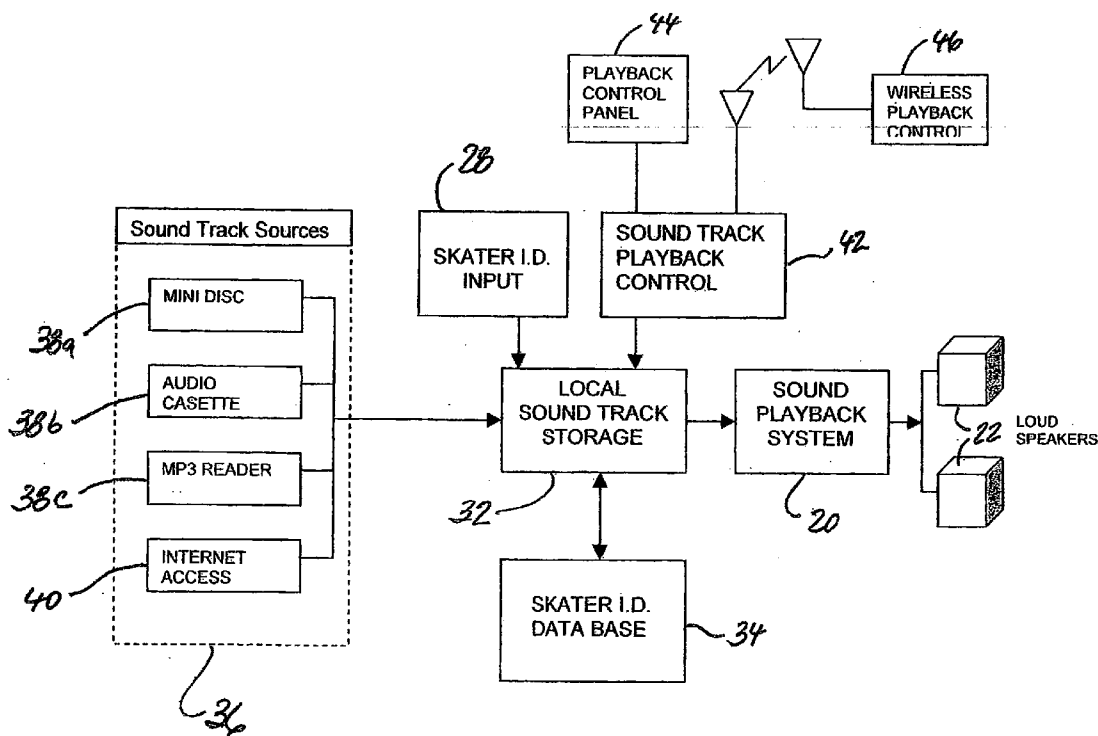 44
PLAYBACK
CONTROL
PANEL
46
WIRELESS
PLAYBACK
CONTROL
28
Sound Track Sources
SKATER I.D.
INPUT
SOUND TRACK
PLAYBACK
CONTROL
42
MINI DISC
38a
AUDIO
CASETTE
38b
LOCAL
SOUND TRACK
STORAGE
SOUND
PLAYBACK
SYSTEM
22
LOUD
SPEAKERS
MP3 READER
38c
32
20
INTERNET
ACCESS
40
SKATER I.D.
DATA BASE
34
36